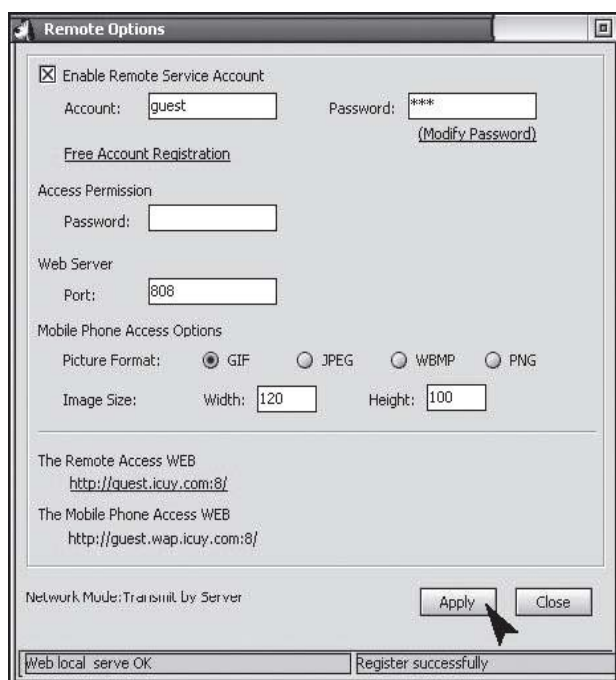 Remote Options
Enable Remote Service Account
Account: guest Password: ***
(Modify Password)
Free Account Registration
Access Permission
Password:
Web Server
Port: 808
Mobile Phone Access Options
Picture Format: GIF JPEG WBMP PNG
Image Size: Width: 120 Height: 100
The Remote Access WEB
http://guest.icuy.com:8/
The Mobile Phone Access WEB
http://guest.wap.icuy.com:8/
Network Mode:Transmit by Server
Apply Close
Web local serve OK Register successfully